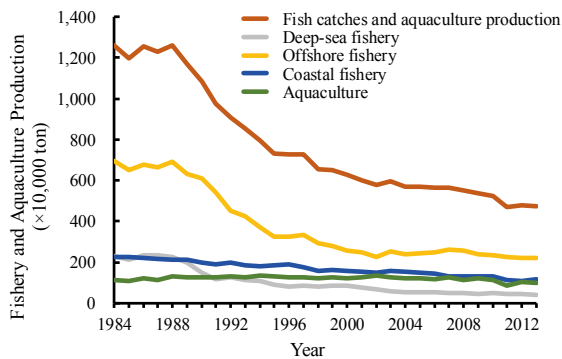 Fish catches and aquaculture production
Deep-sea fishery
Offshore fishery
Coastal fishery
Aquaculture
Fishery and Aquaculture Production
(×10,000 ton)
1,400
1,200
1,000
800
600
400
200
0
1984 1988 1992 1996 2000 2004 2008 2012
Year